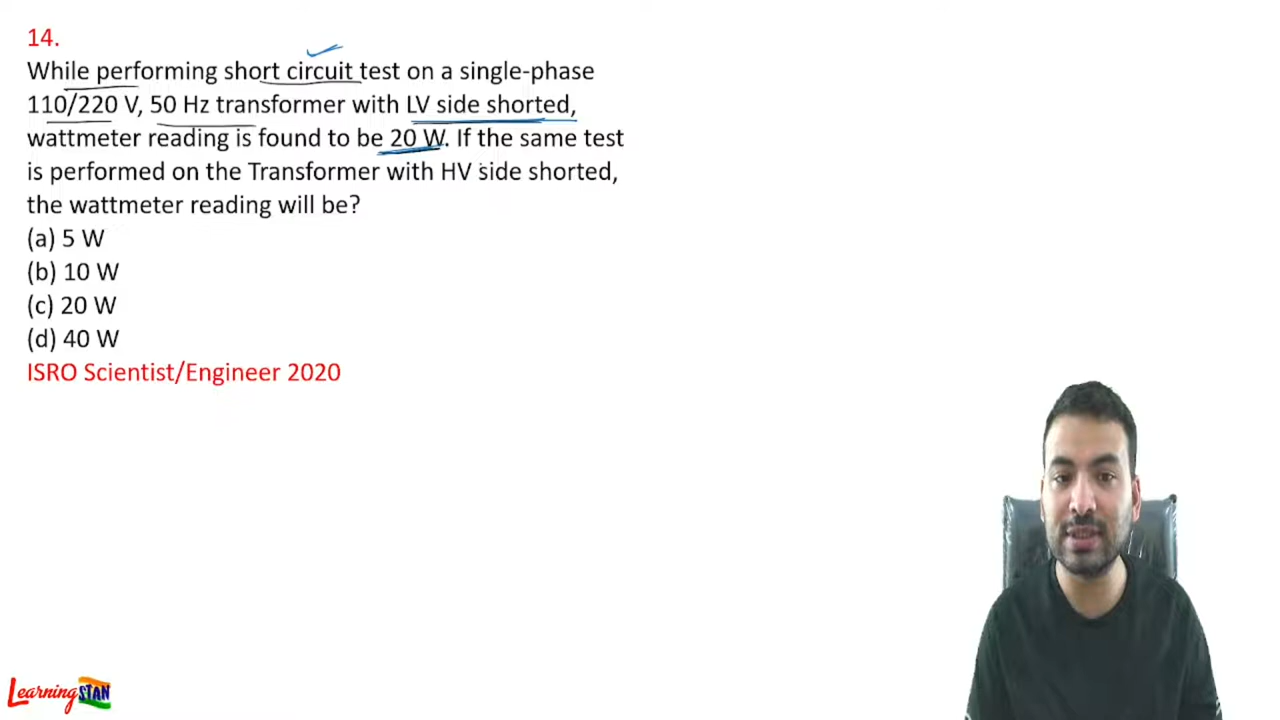 14.
While performing short circuit test on a single-phase
110/220 V, 50 Hz transformer with LV side shorted,
wattmeter reading is found to be 20 W. If the same test
is performed on the Transformer with HV side shorted,
the wattmeter reading will be?
(a) 5 W
(b) 10 W
(c) 20 W
(d) 40 W
ISRO Scientist/Engineer 2020
Learning STAN